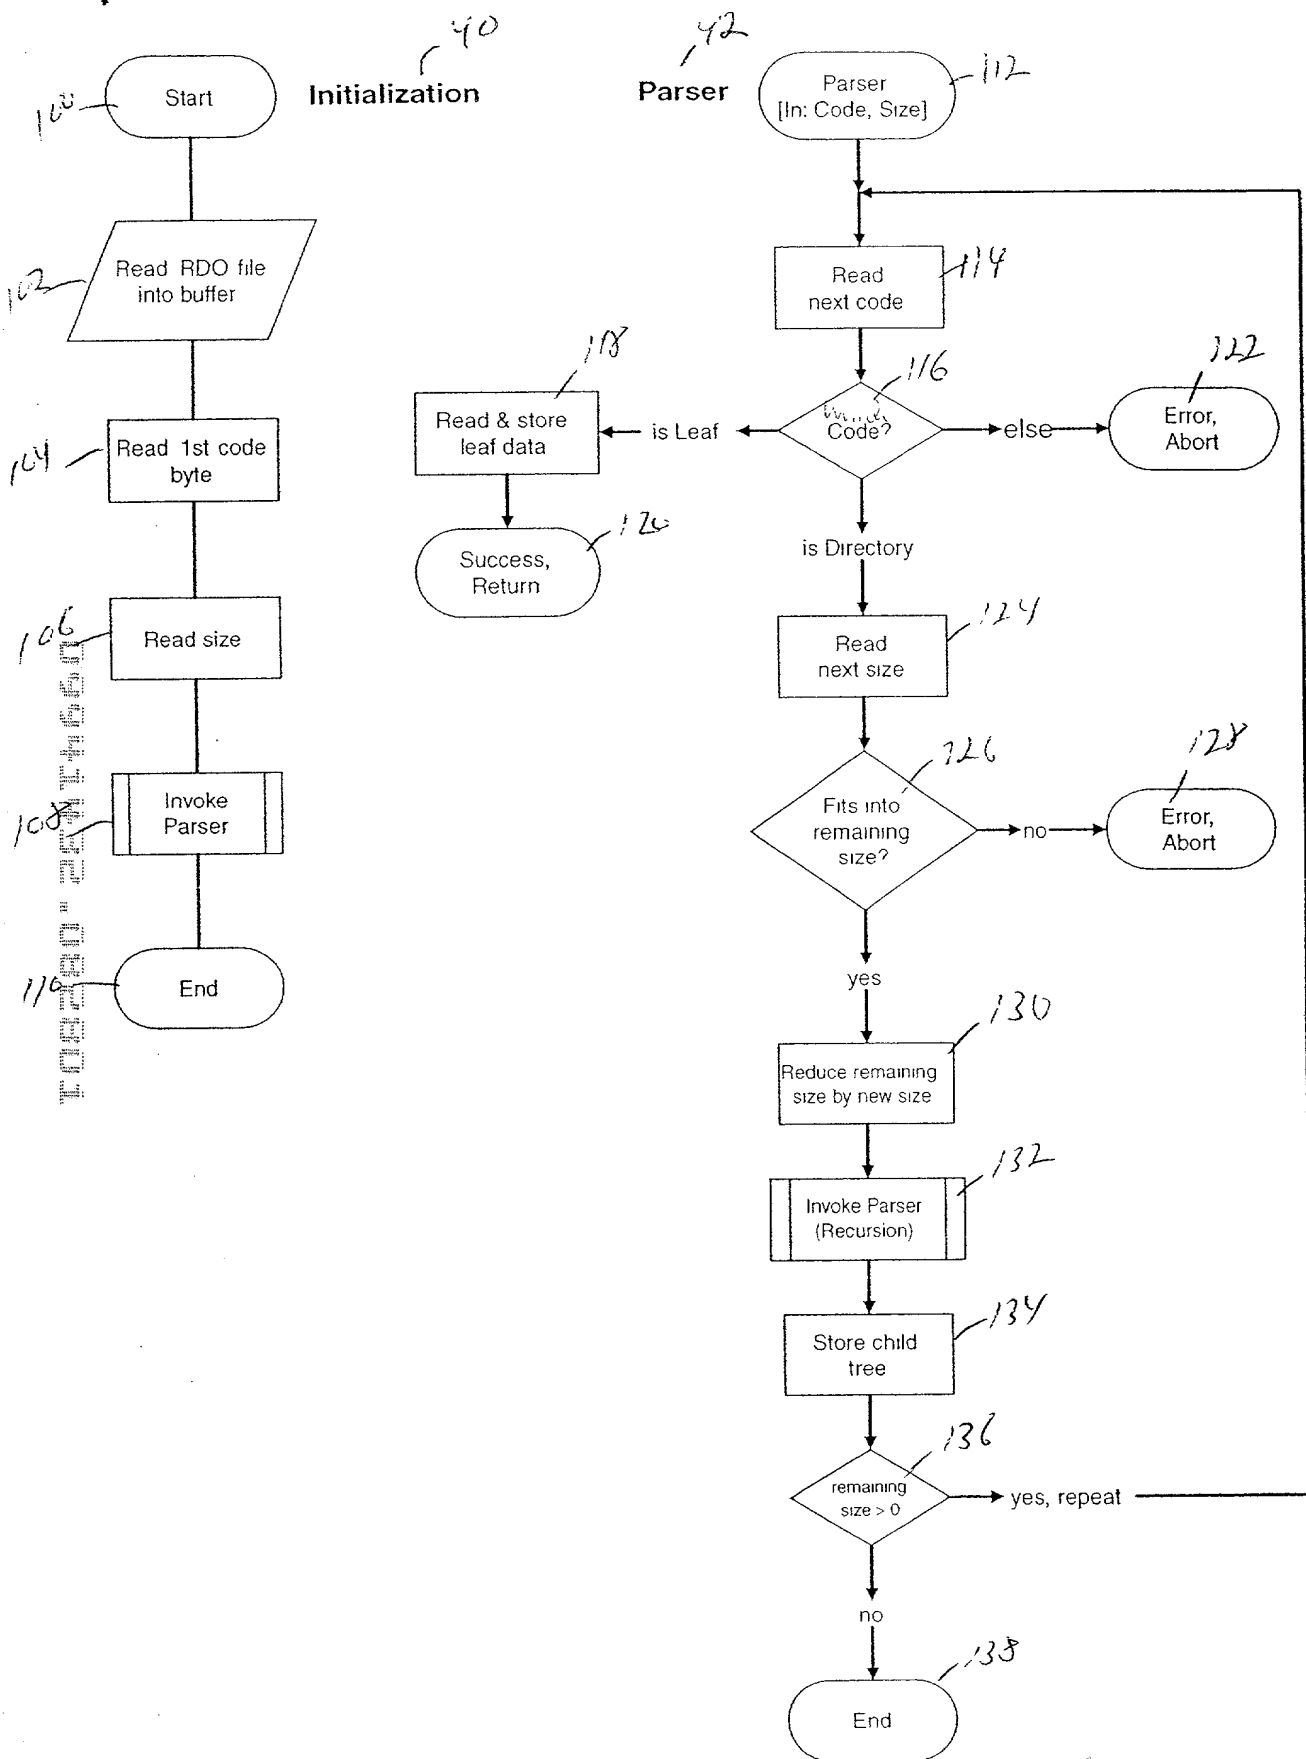 40
100
Start
Initialization
102
Read RDO file
into buffer
104
Read 1st code
byte
106
Read size
108
Invoke
Parser
110
End
42
Parser
112
Parser
[In: Code, Size]
114
Read
next code
116
Code?
is Leaf
118
Read & store
leaf data
120
Success,
Return
else
122
Error,
Abort
is Directory
124
Read
next size
126
Fits into
remaining
size?
no
128
Error,
Abort
yes
130
Reduce remaining
size by new size
132
Invoke Parser
(Recursion)
134
Store child
tree
136
remaining
size > 0
yes, repeat
no
138
End